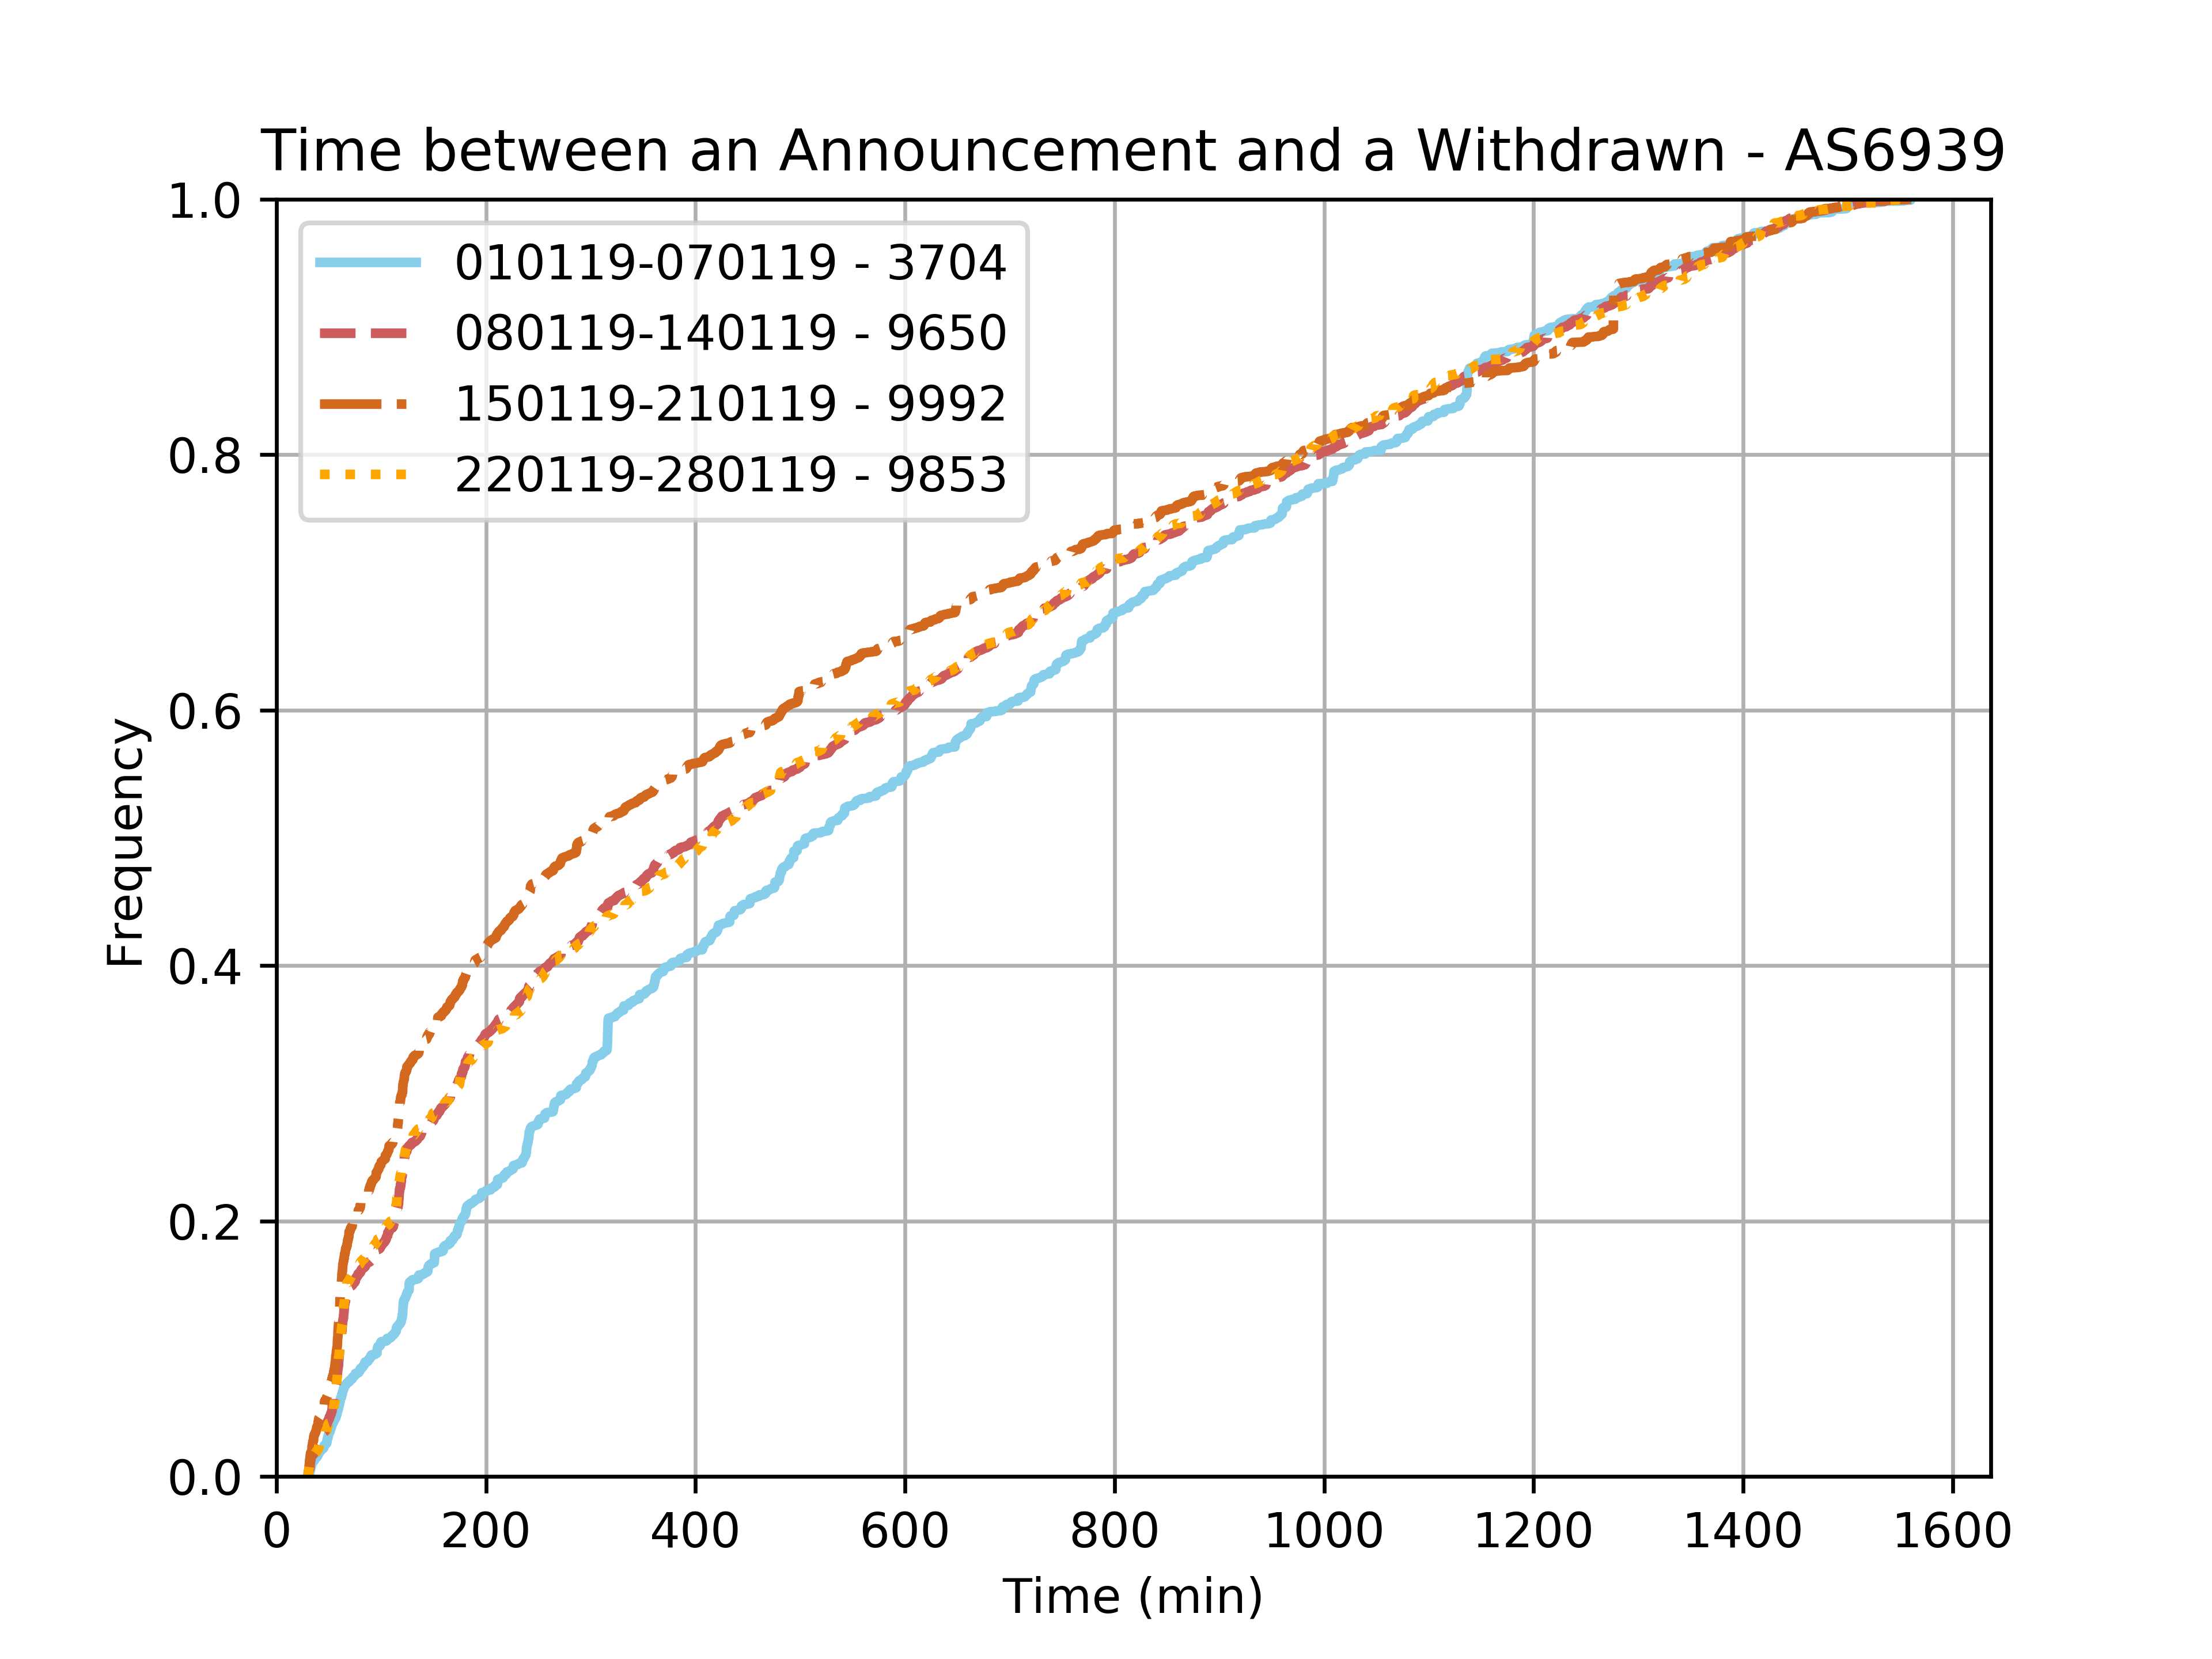 Time between an Announcement and a Withdrawn - AS6939
1.0
0.8
0.6
0.4
0.2
0.0
Frequency
010119-070119 - 3704
080119-140119 - 9650
150119-210119 - 9992
220119-280119 - 9853
0 200 400 600 800 1000 1200 1400 1600
Time (min)